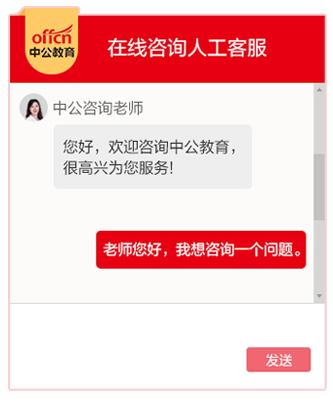 offcn
中公教育
在线咨询人工客服
中公咨询老师
您好，欢迎咨询中公教育，
很高兴为您服务！
老师您好，我想咨询一个问题。
发送